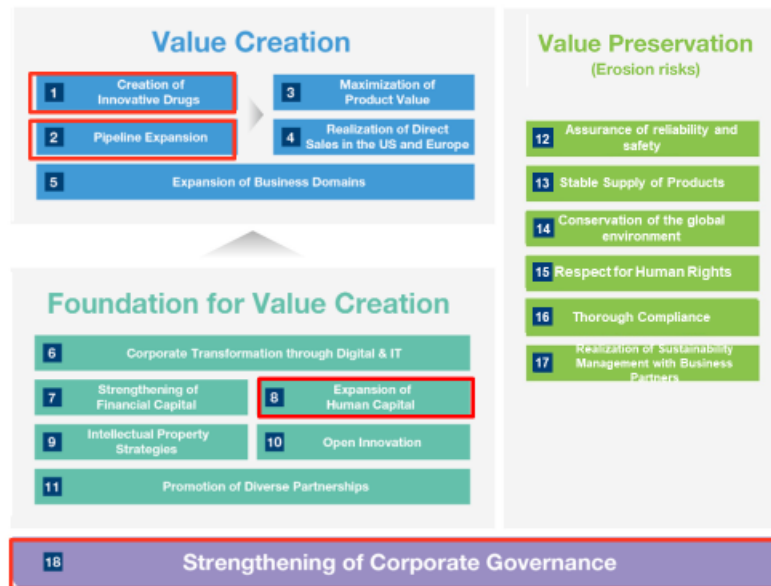 Value Creation
1
Creation of
Innovative Drugs
2
Pipeline Expansion
3
Maximization of
Product Value
4
Realization of Direct
Sales in the US and Europe
5
Expansion of Business Domains
Foundation for Value Creation
6
Corporate Transformation through Digital & IT
7
Strengthening of
Financial Capital
8
Expansion of
Human Capital
9
Intellectual Property
Strategies
10
Open Innovation
11
Promotion of Diverse Partnerships
Value Preservation
(Erosion risks)
12
Assurance of reliability and
safety
13
Stable Supply of Products
14
Conservation of the global
environment
15
Respect for Human Rights
16
Thorough Compliance
17
Realization of Sustainability
Management with Business
Partners
18
Strengthening of Corporate Governance